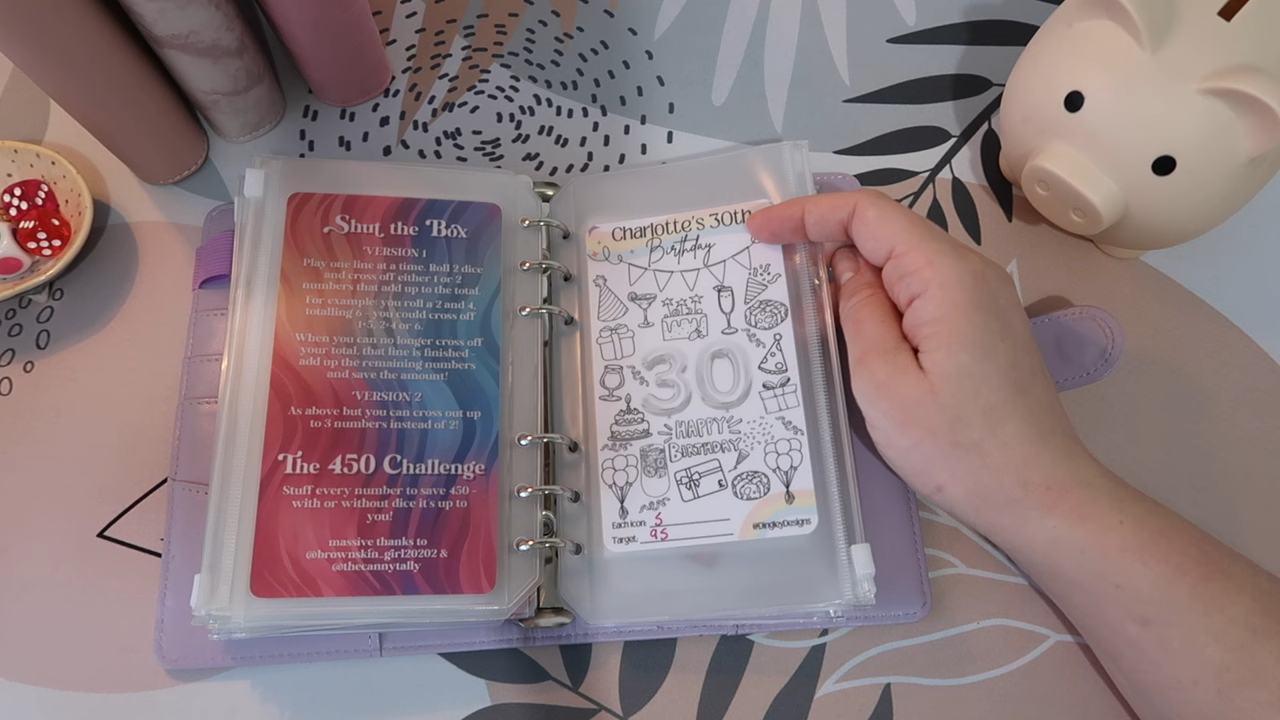 Shut the Box
*VERSION 1
Play one line at a time. Roll 2 dice
and cross off either 1 or 2
numbers that add up to the total.
For example: you roll a 2 and 4,
totalling 6 - you could cross off
1+5, 2+4 or 6.
When you can no longer cross off
your total, that line is finished -
add up the remaining numbers
and save the amount!
*VERSION 2
As above but you can cross out up
to 3 numbers instead of 2!
The 450 Challenge
Stuff every number to save 450 -
with or without dice it's up to
you!
massive thanks to
@brownskin_girl20202 &
@thecannytally
Charlotte's 30th
Birthday
30
HAPPY
BIRTHDAY
£
Each icon: 5
Target: 95
@DingleyDesigns